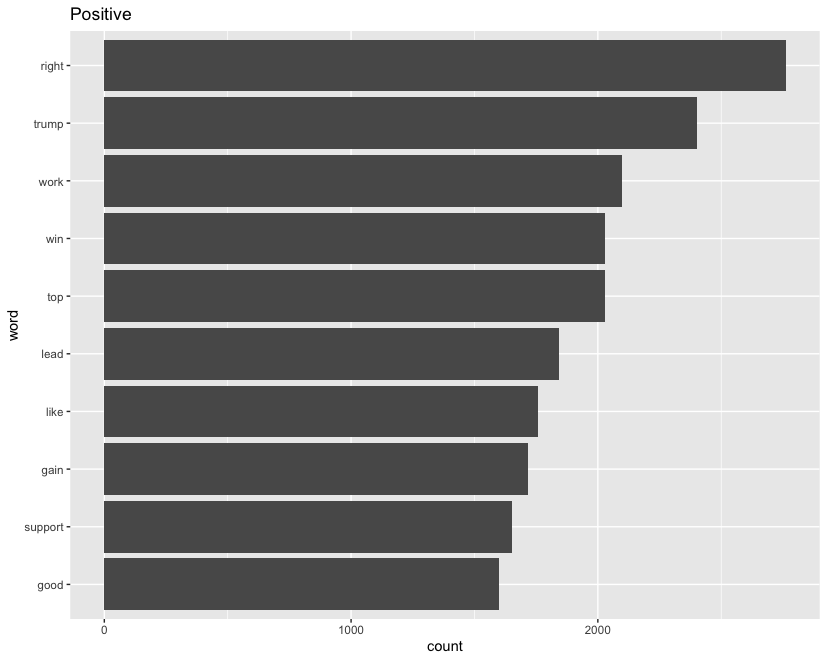 Positive
right
trump
work
win
top
lead
like
gain
support
good
word
0
1000
2000
count